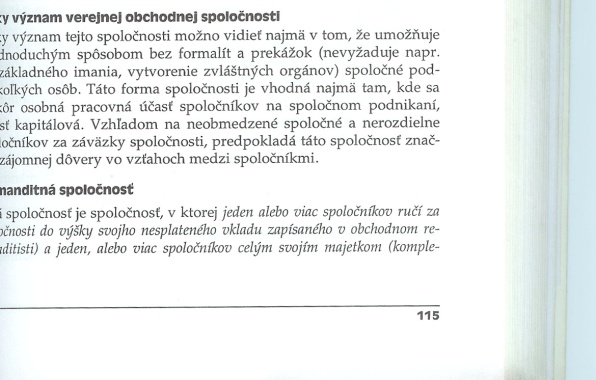 ky význam verejnej obchodnej spoločnosti
ky význam tejto spoločnosti možno vidieť najmä v tom, že umožňuje
dnoduchým spôsobom bez formalít a prekážok (nevyžaduje napr.
základného imania, vytvorenie zvláštnych orgánov) spoločné pod-
koľkých osôb. Táto forma spoločnosti je vhodná najmä tam, kde sa
kôr osobná pracovná účasť spoločníkov na spoločnom podnikaní,
sť kapitálová. Vzhľadom na neobmedzené spoločné a nerozdielne
ločníkov za záväzky spoločnosti, predpokladá táto spoločnosť znač-
zájomnej dôvery vo vzťahoch medzi spoločníkmi.
manditná spoločnosť
á spoločnosť je spoločnosť, v ktorej jeden alebo viac spoločníkov ručí za
očnosti do výšky svojho nesplateného vkladu zapísaného v obchodnom re-
aditisti) a jeden, alebo viac spoločníkov celým svojím majetkom (komple-
115